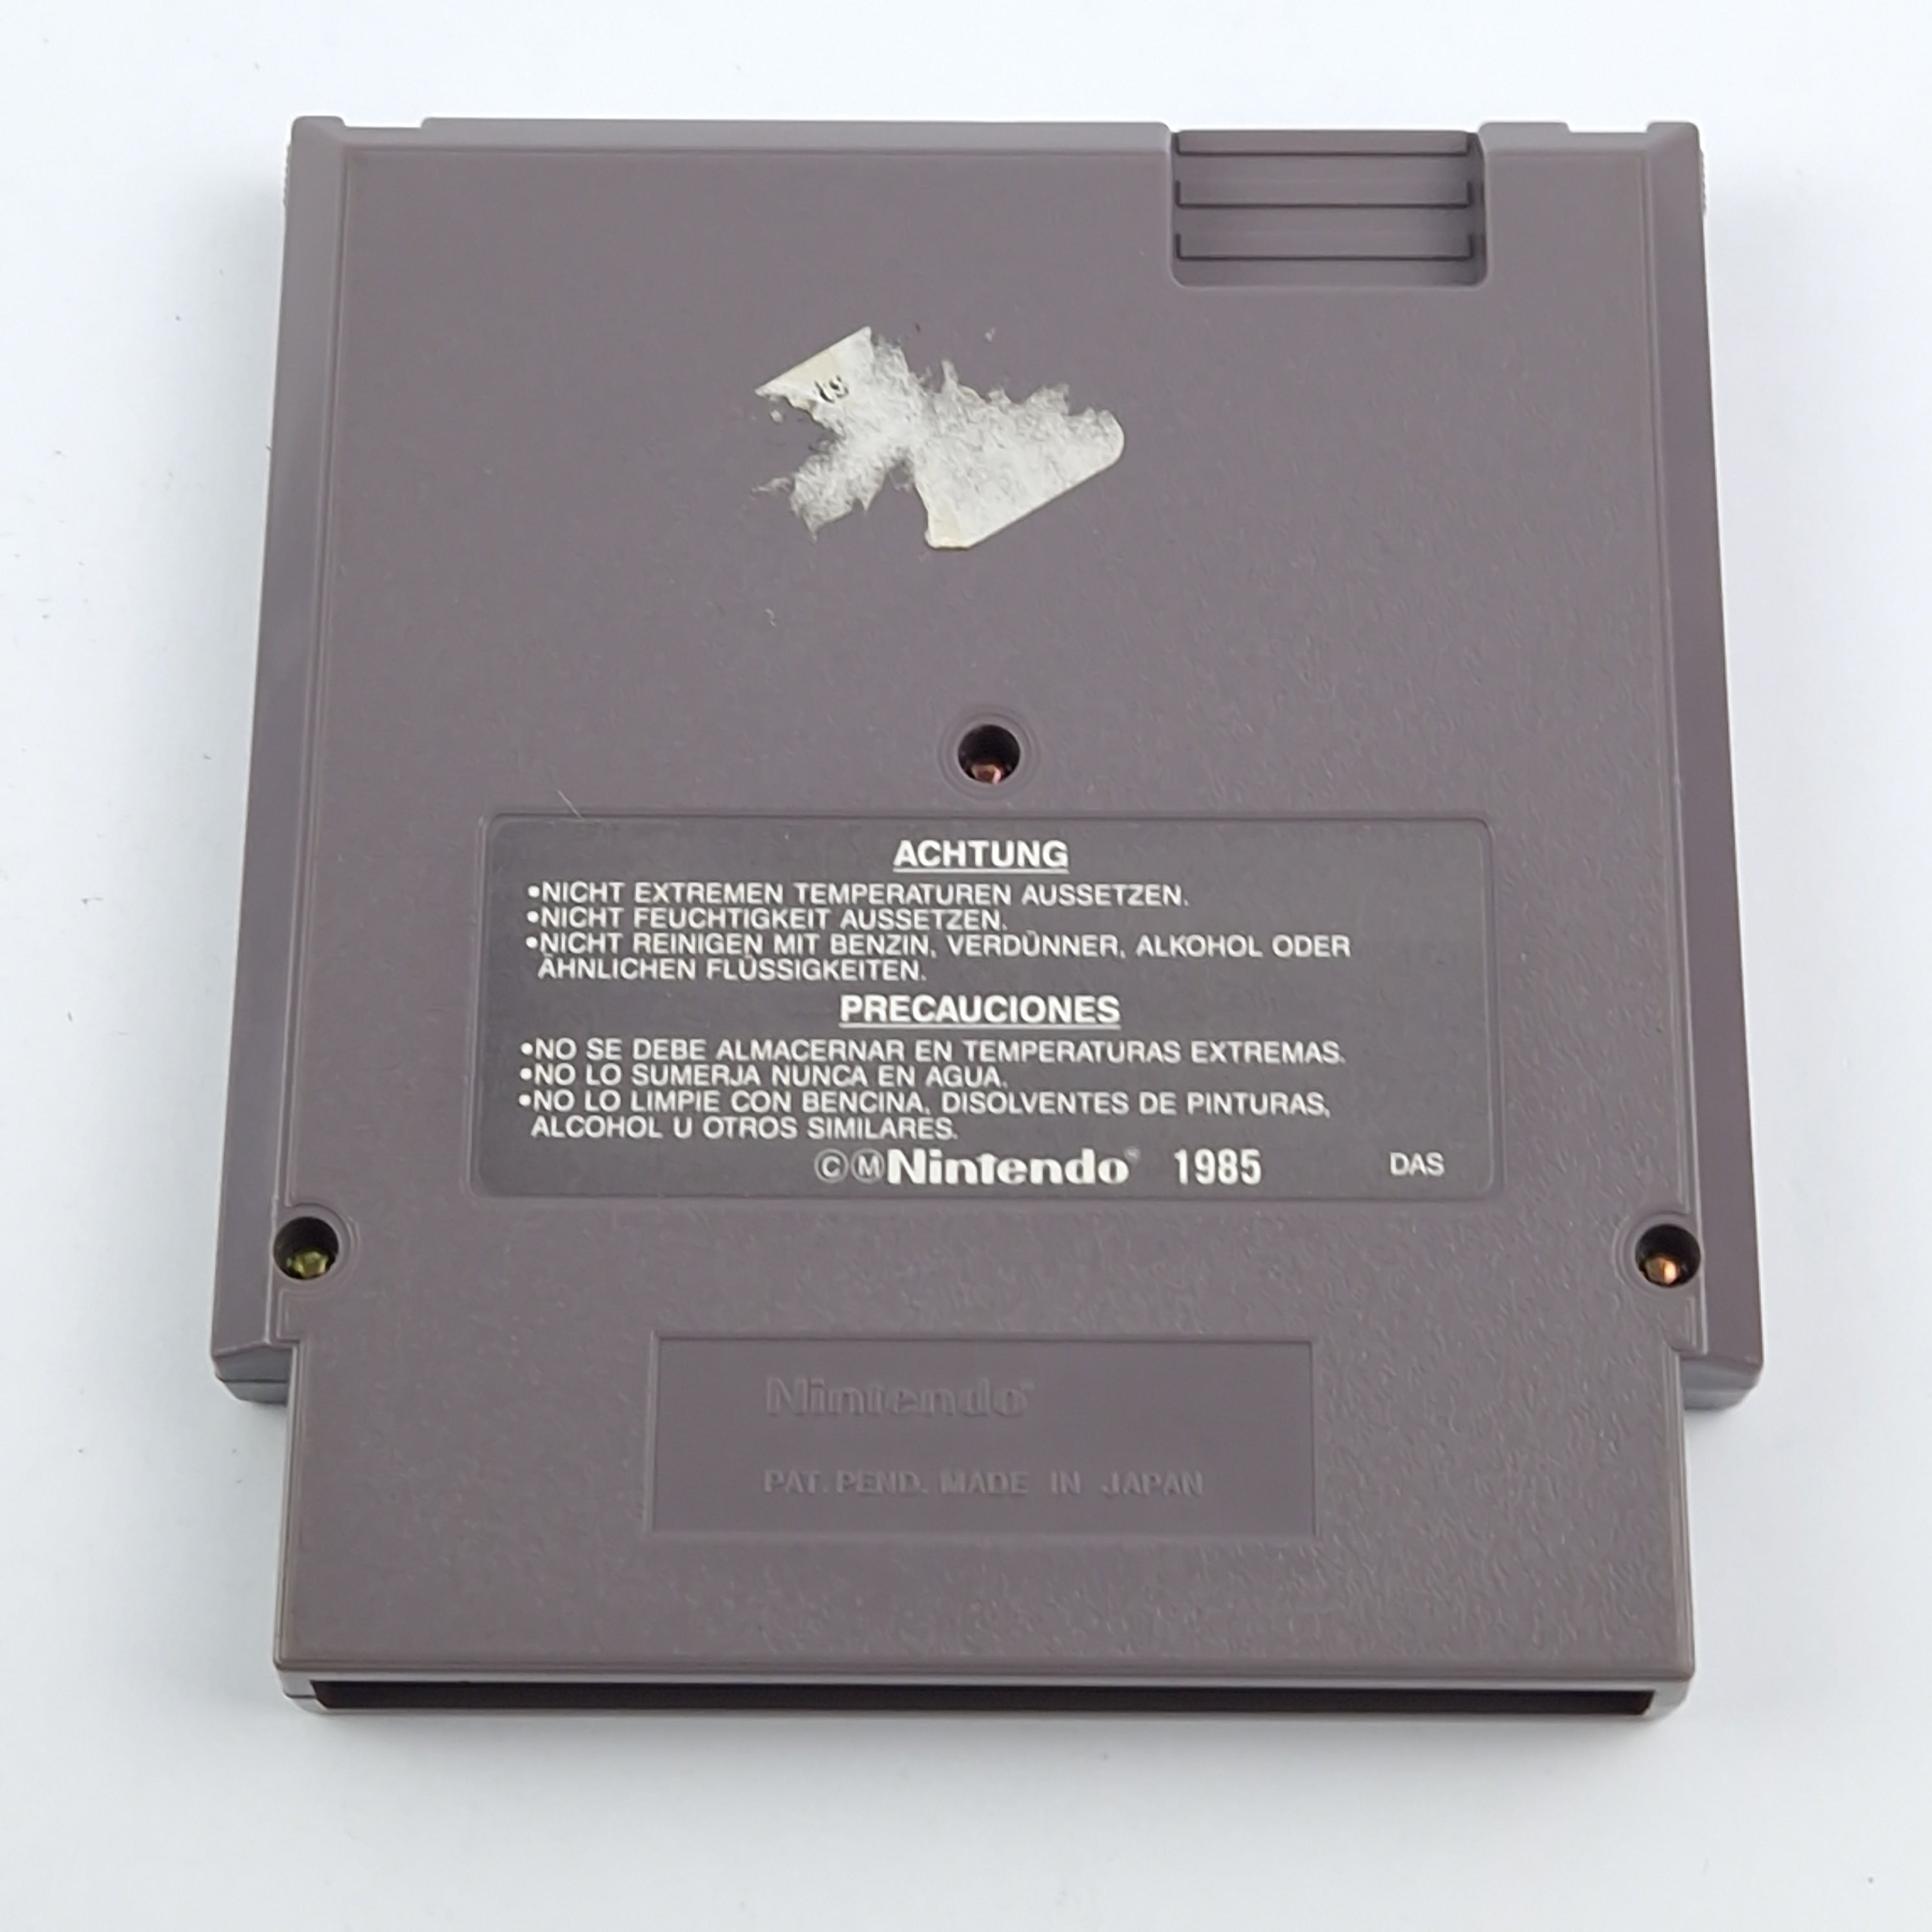 ACHTUNG
•NICHT EXTREMEN TEMPERATUREN AUSSETZEN.
•NICHT FEUCHTIGKEIT AUSSETZEN.
•NICHT REINIGEN MIT BENZIN, VERDÜNNER, ALKOHOL ODER
ÄHNLICHEN FLÜSSIGKEITEN.
PRECAUCIONES
•NO SE DEBE ALMACERNAR EN TEMPERATURAS EXTREMAS.
•NO LO SUMERJA NUNCA EN AGUA.
•NO LO LIMPIE CON BENCINA, DISOLVENTES DE PINTURAS,
ALCOHOL U OTROS SIMILARES.
©ⓂNintendo 1985 DAS
Nintendo
PAT. PEND. MADE IN JAPAN